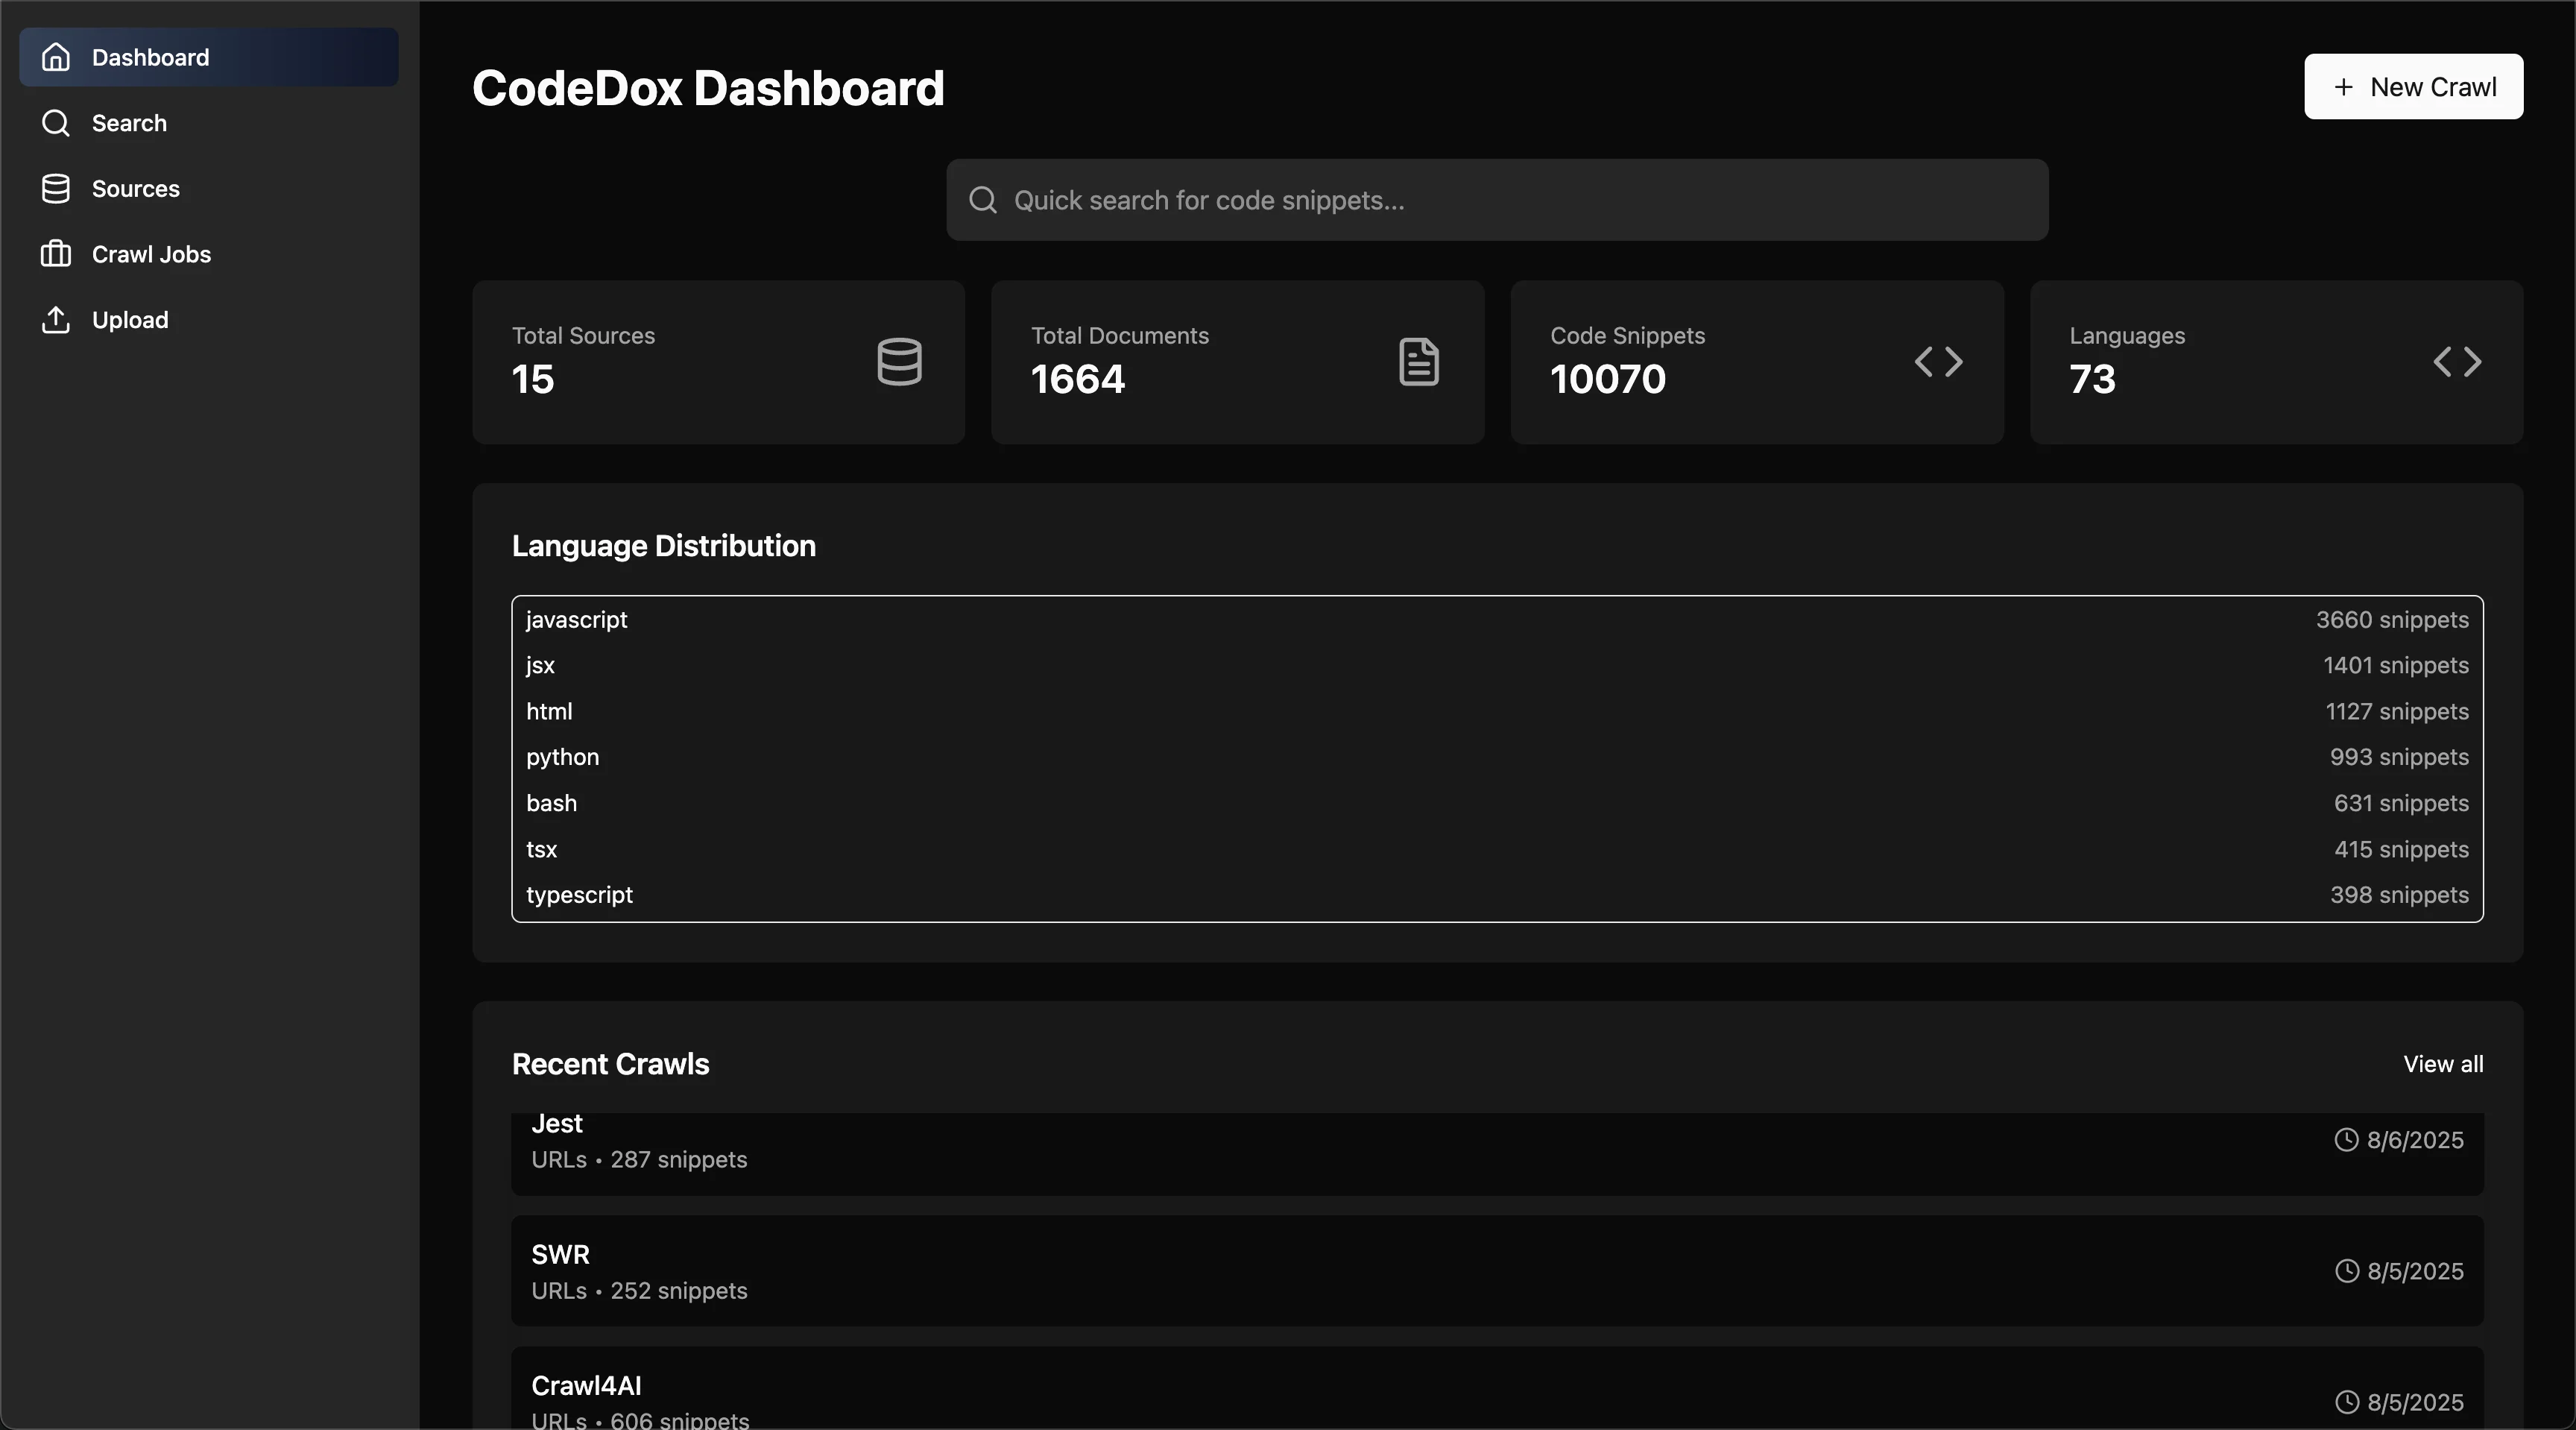 Dashboard
Search
Sources
Crawl Jobs
Upload
CodeDox Dashboard
+ New Crawl
Quick search for code snippets...
Total Sources
15
Total Documents
1664
Code Snippets
10070
Languages
73
Language Distribution
javascript 3660 snippets
jsx 1401 snippets
html 1127 snippets
python 993 snippets
bash 631 snippets
tsx 415 snippets
typescript 398 snippets
Recent Crawls View all
Jest
URLs • 287 snippets
8/6/2025
SWR
URLs • 252 snippets
8/5/2025
Crawl4AI
URLs • 606 snippets
8/5/2025